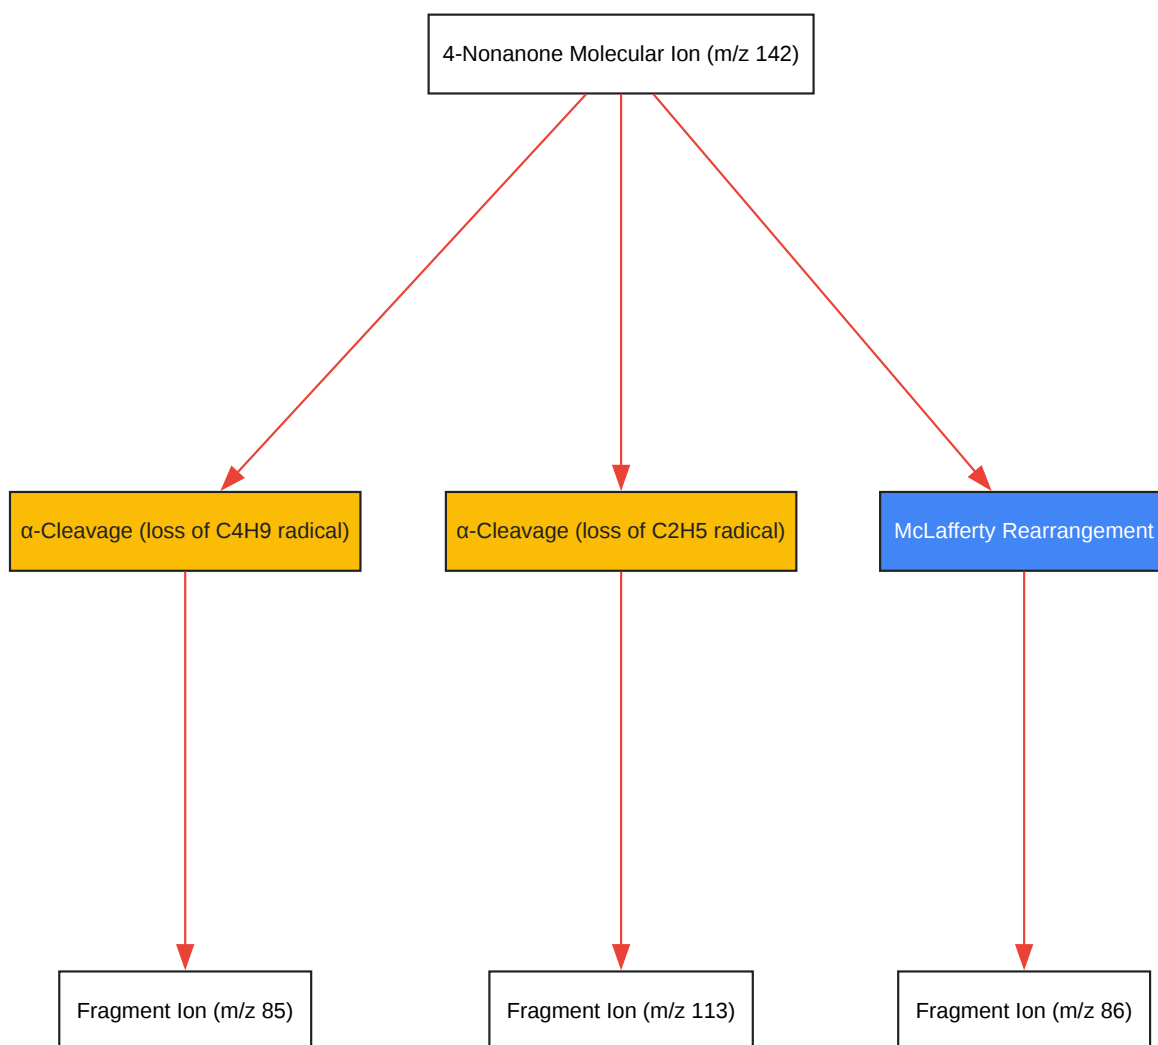 4-Nonanone Molecular Ion (m/z 142)
α-Cleavage (loss of C4H9 radical)
α-Cleavage (loss of C2H5 radical)
McLafferty Rearrangement
Fragment Ion (m/z 85)
Fragment Ion (m/z 113)
Fragment Ion (m/z 86)